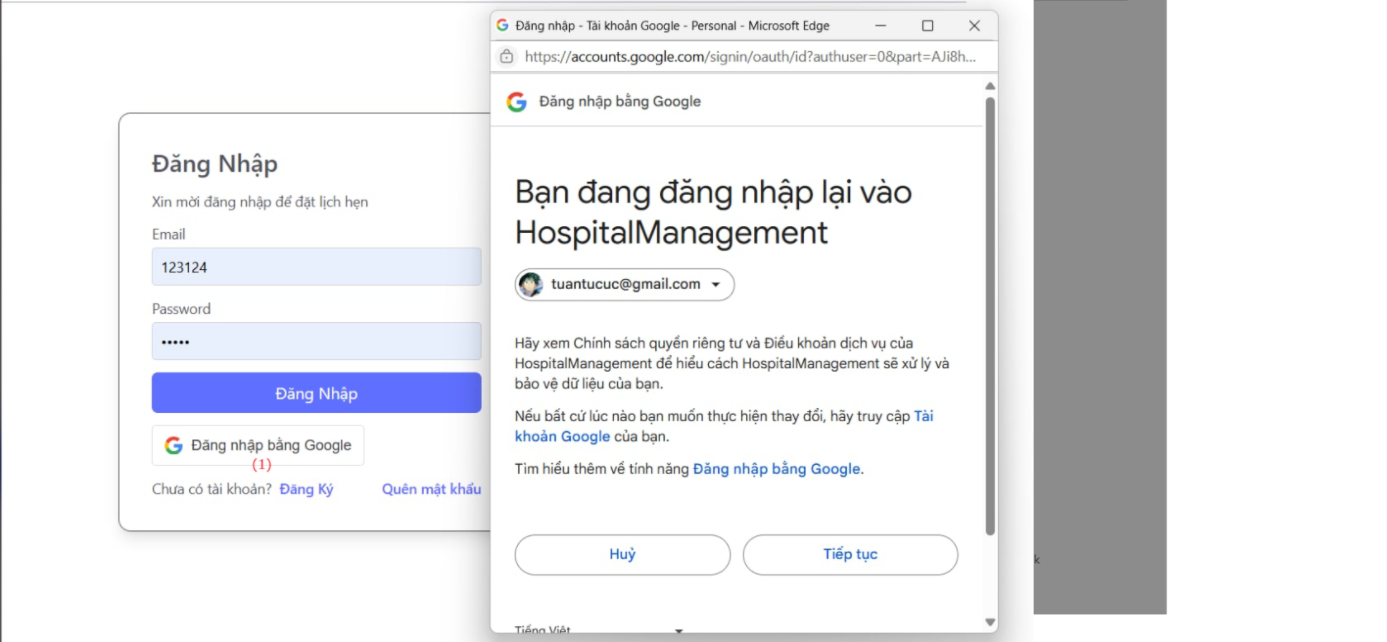 Đăng nhập - Tài khoản Google - Personal - Microsoft Edge
https://accounts.google.com/signin/oauth/id?authuser=0&part=AJi8h...
Đăng nhập bằng Google
Bạn đang đăng nhập lại vào
HospitalManagement
tuantucuc@gmail.com
Hãy xem Chính sách quyền riêng tư và Điều khoản dịch vụ của
HospitalManagement để hiểu cách HospitalManagement sẽ xử lý và
bảo vệ dữ liệu của bạn.
Nếu bất cứ lúc nào bạn muốn thực hiện thay đổi, hãy truy cập Tài
khoản Google của bạn.
Tìm hiểu thêm về tính năng Đăng nhập bằng Google.
Huỷ
Tiếp tục
Tiếng Việt
Đăng Nhập
Xin mời đăng nhập để đặt lịch hẹn
Email
123124
Password
•••••
Đăng Nhập
Đăng nhập bằng Google
(1)
Chưa có tài khoản? Đăng Ký
Quên mật khẩu
k